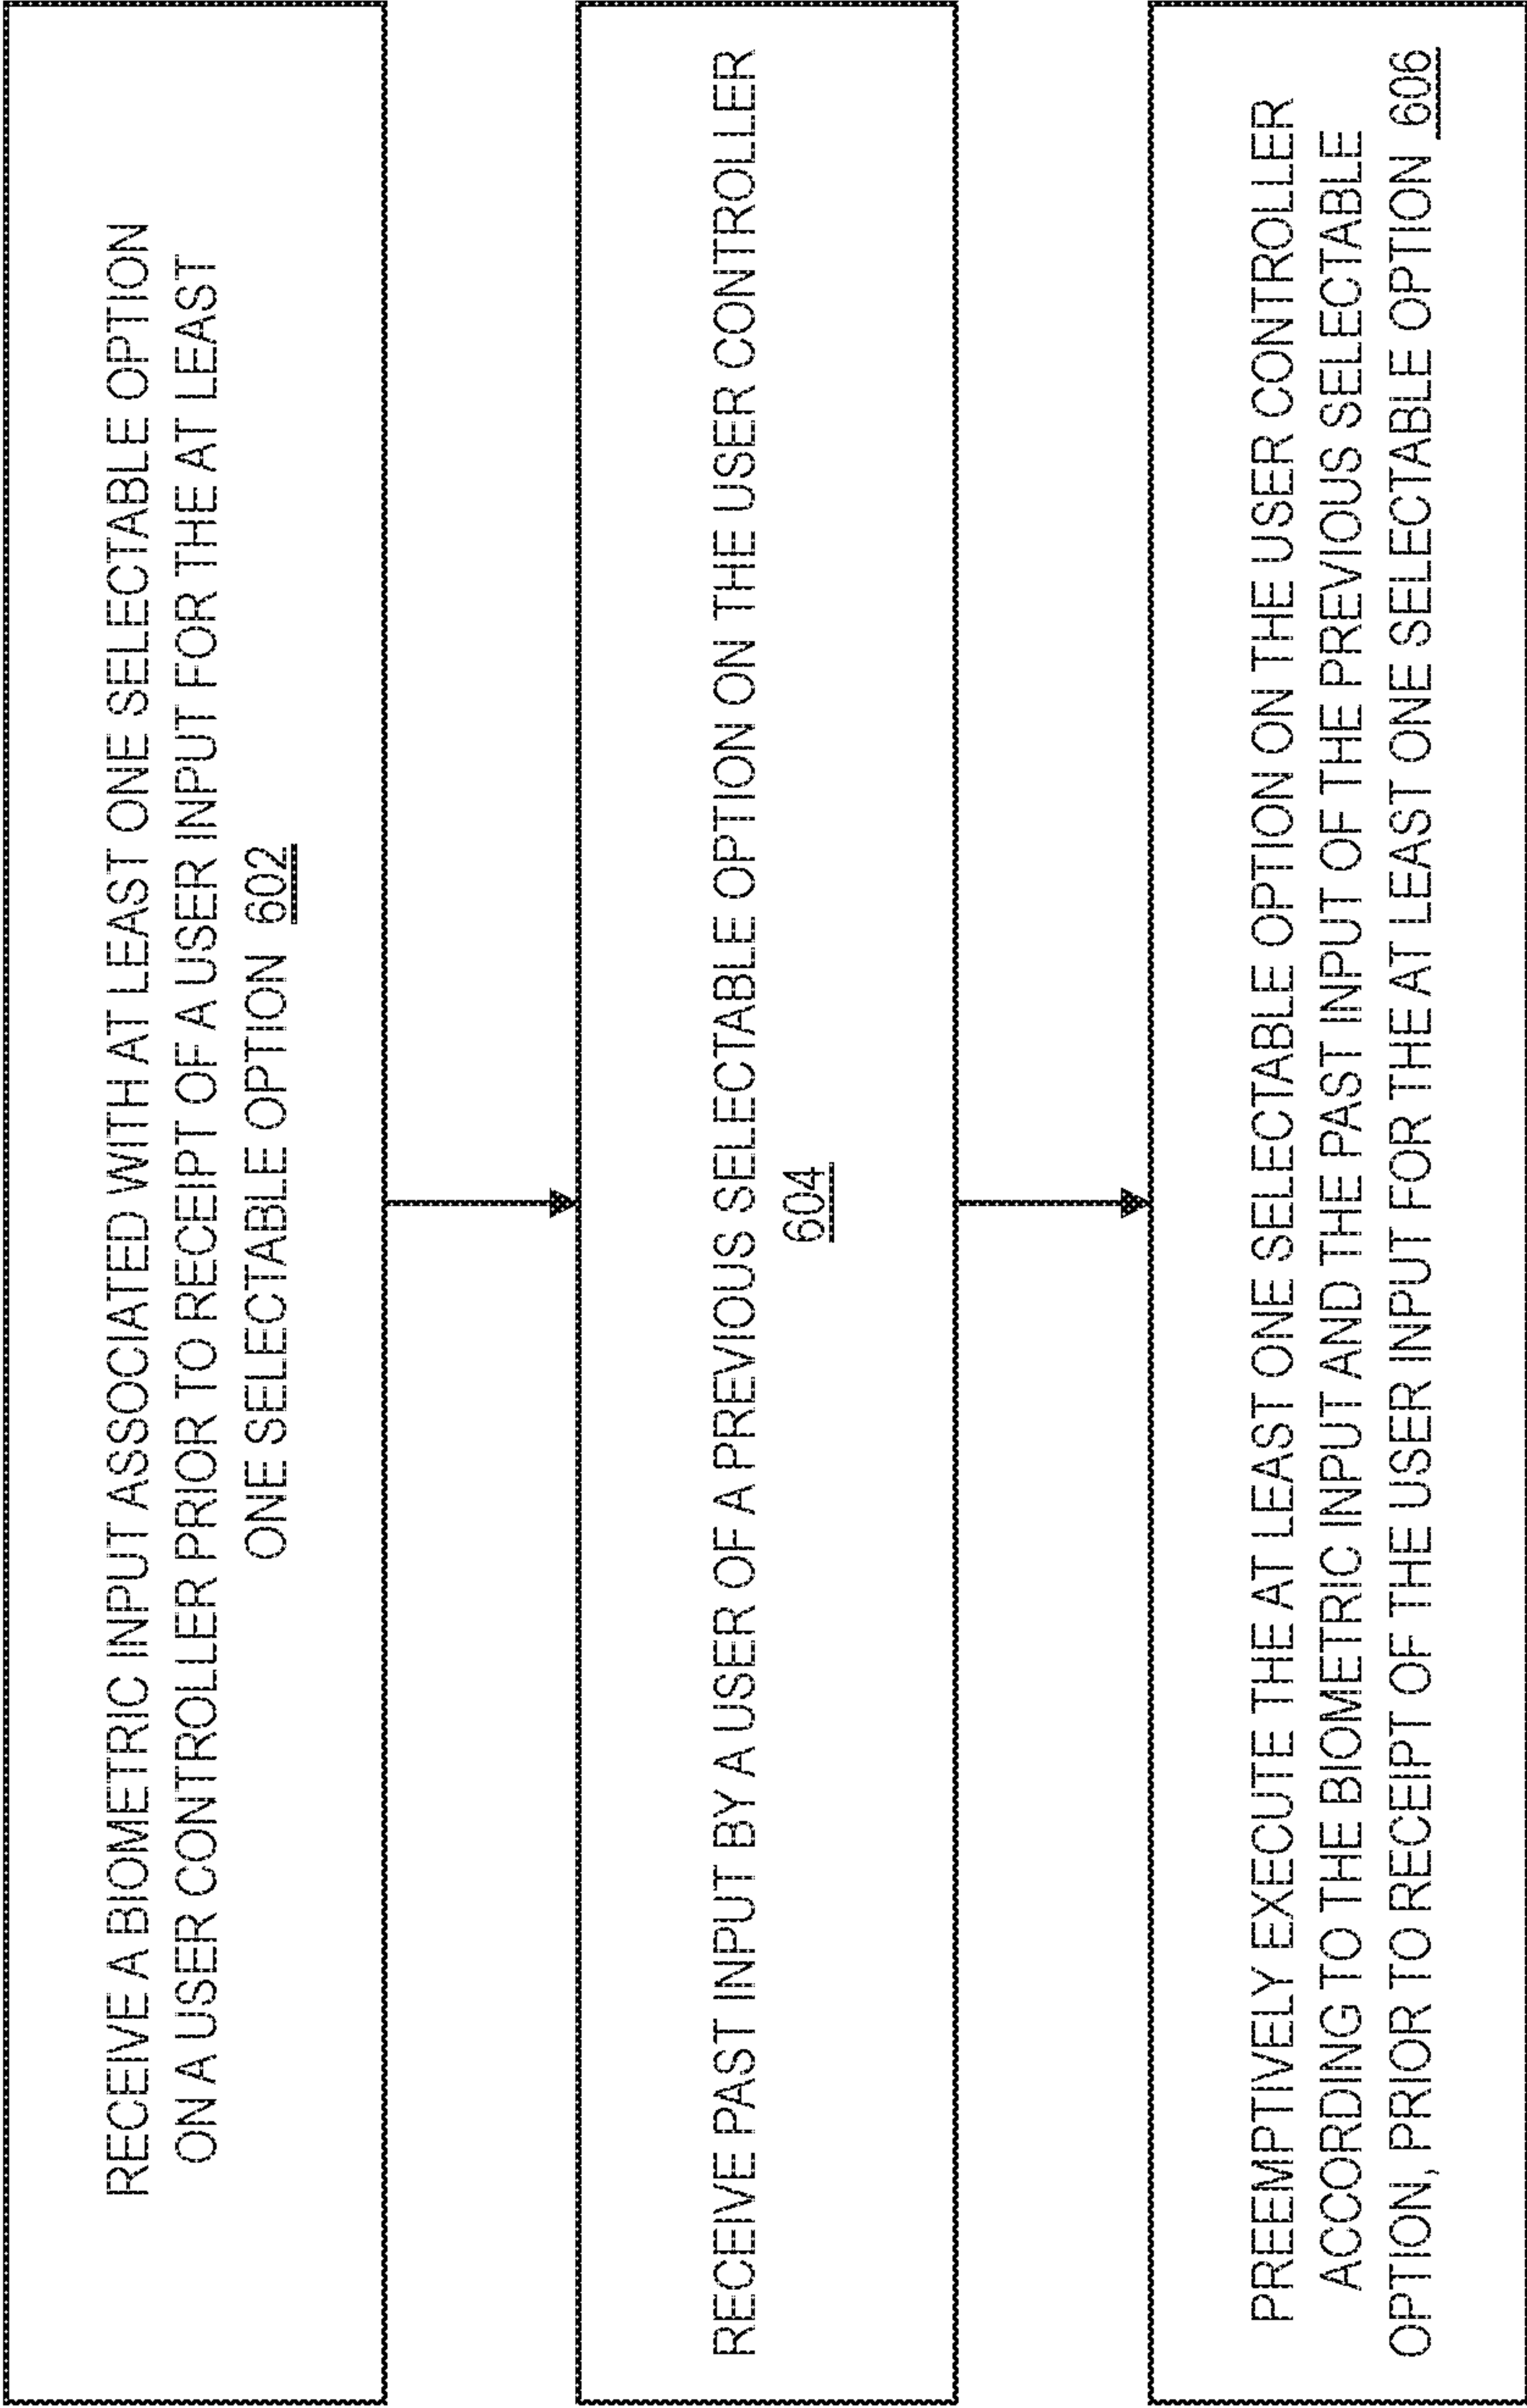 RECEIVE A BIOMETRIC INPUT ASSOCIATED WITH AT LEAST ONE SELECTABLE OPTION
ON A USER CONTROLLER PRIOR TO RECEIPT OF A USER INPUT FOR THE AT LEAST
ONE SELECTABLE OPTION 602
RECEIVE PAST INPUT BY A USER OF A PREVIOUS SELECTABLE OPTION ON THE USER CONTROLLER
604
PREEMPTIVELY EXECUTE THE AT LEAST ONE SELECTABLE OPTION ON THE USER CONTROLLER
ACCORDING TO THE BIOMETRIC INPUT AND THE PAST INPUT OF THE PREVIOUS SELECTABLE
OPTION, PRIOR TO RECEIPT OF THE USER INPUT FOR THE AT LEAST ONE SELECTABLE OPTION 606